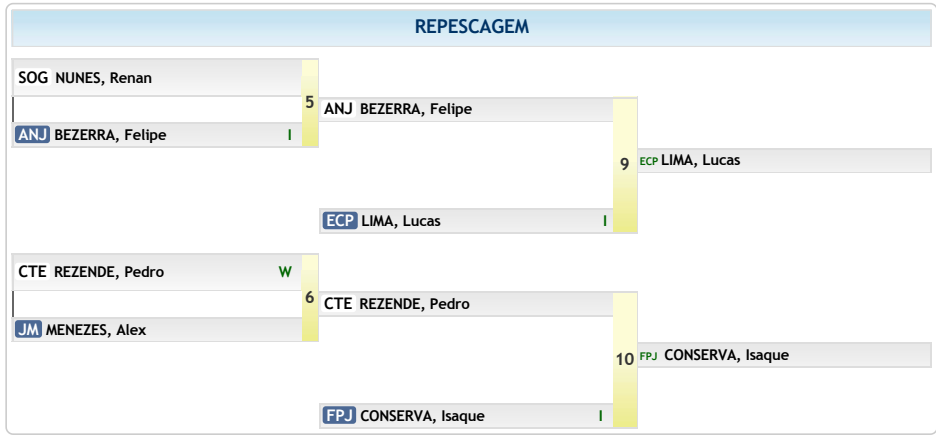 REPESCAGEM
SOG NUNES, Renan
5
ANJ BEZERRA, Felipe I
ANJ BEZERRA, Felipe
9
ECP LIMA, Lucas
ECP LIMA, Lucas I
CTE REZENDE, Pedro W
6
JM MENEZES, Alex
CTE REZENDE, Pedro
10
FPJ CONSERVA, Isaque
FPJ CONSERVA, Isaque I